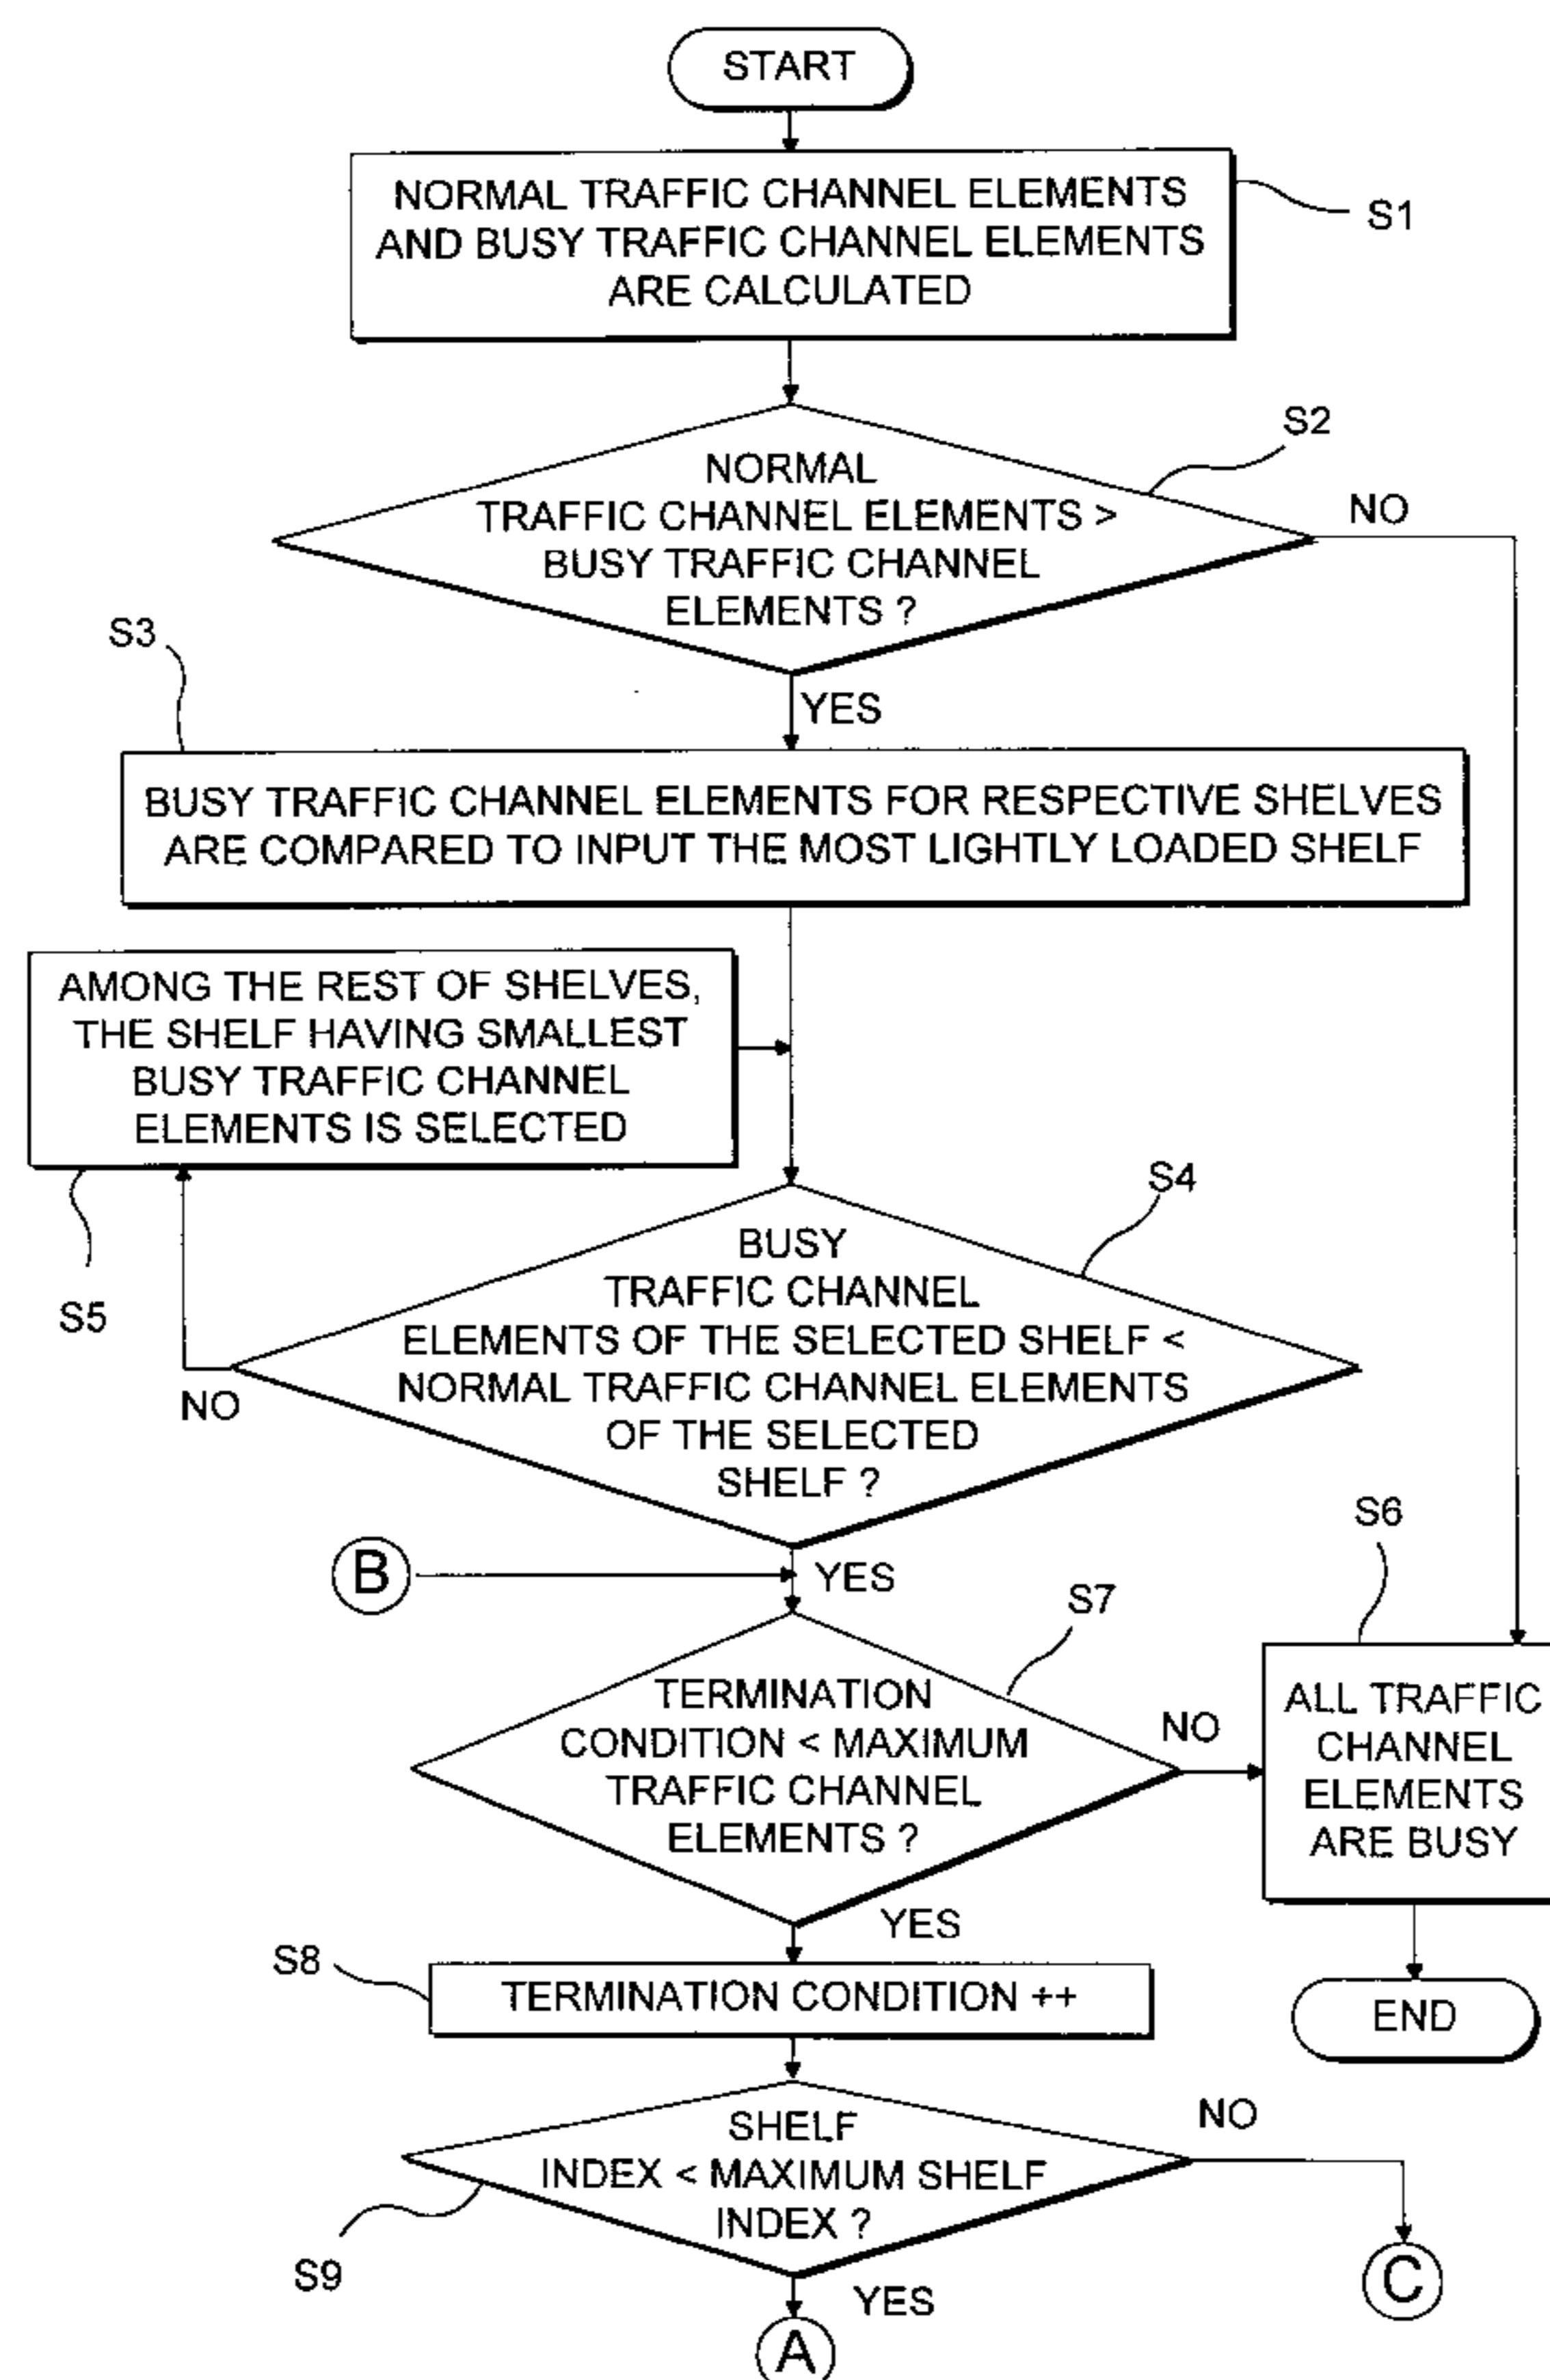 START
NORMAL TRAFFIC CHANNEL ELEMENTS
AND BUSY TRAFFIC CHANNEL ELEMENTS
ARE CALCULATED
S1
S2
NORMAL
TRAFFIC CHANNEL ELEMENTS >
BUSY TRAFFIC CHANNEL
ELEMENTS ?
NO
S3
YES
BUSY TRAFFIC CHANNEL ELEMENTS FOR RESPECTIVE SHELVES
ARE COMPARED TO INPUT THE MOST LIGHTLY LOADED SHELF
AMONG THE REST OF SHELVES,
THE SHELF HAVING SMALLEST
BUSY TRAFFIC CHANNEL
ELEMENTS IS SELECTED
S5
S4
BUSY
TRAFFIC CHANNEL
ELEMENTS OF THE SELECTED SHELF <
NORMAL TRAFFIC CHANNEL ELEMENTS
OF THE SELECTED
SHELF ?
NO
B
YES
S6
S7
TERMINATION
CONDITION < MAXIMUM
TRAFFIC CHANNEL
ELEMENTS ?
NO
ALL TRAFFIC
CHANNEL
ELEMENTS
ARE BUSY
YES
S8
TERMINATION CONDITION ++
END
SHELF
INDEX < MAXIMUM SHELF
INDEX ?
NO
S9
YES
C
A